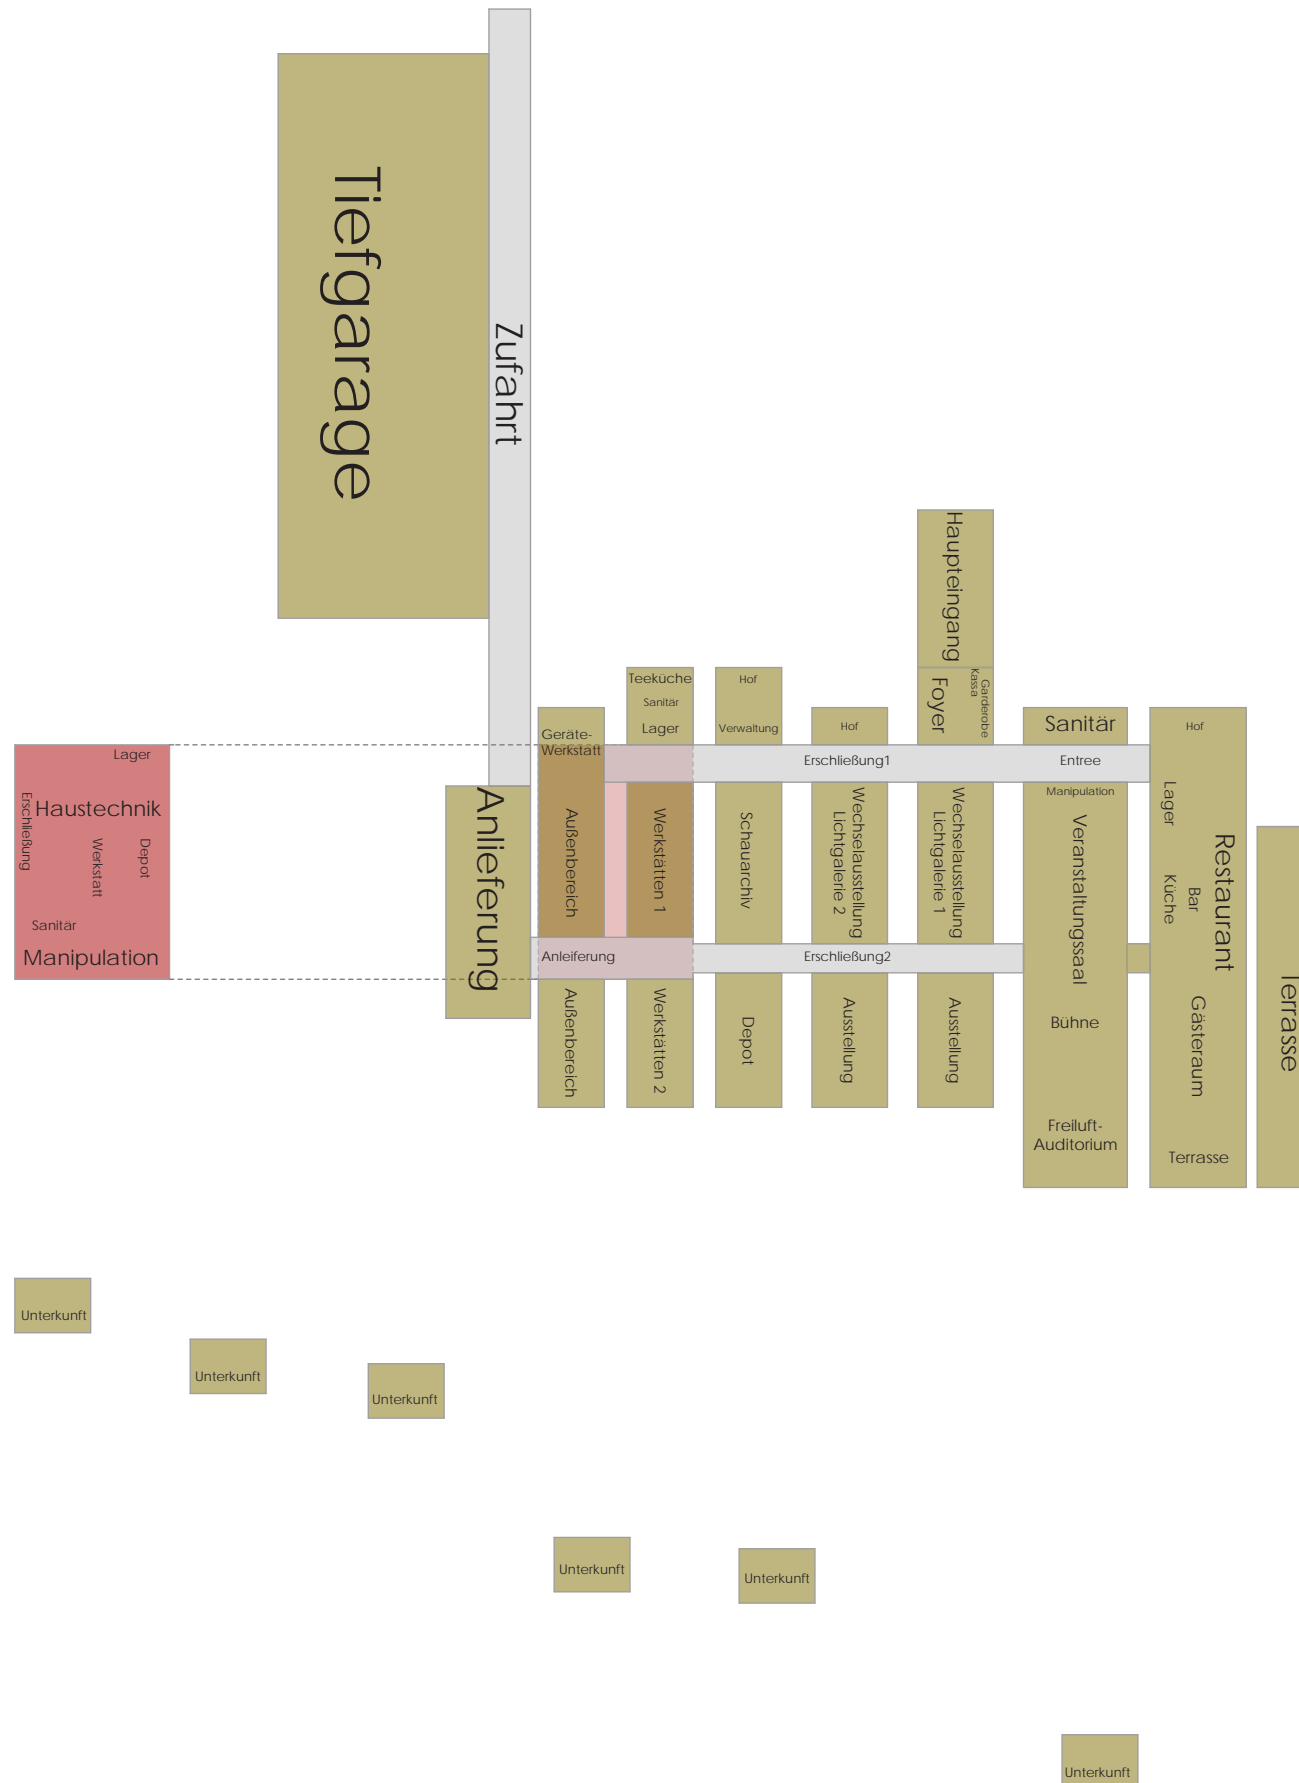 Tiefgarage
Zufahrt
Haupteingang
Foyer
Kassa
Garderobe
Teeküche
Sanitär
Lager
Hof
Verwaltung
Hof
Sanitär
Hof
Geräte-
Werkstatt
Erschließung1
Entree
Lager
Haustechnik
Erschließung
Werkstatt
Depot
Sanitär
Manipulation
Anlieferung
Außenbereich
Werkstätten 1
Schauarchiv
Wechselausstellung
Lichtgalerie 2
Wechselausstellung
Lichtgalerie 1
Manipulation
Veranstaltungssaal
Lager
Küche
Bar
Restaurant
Terrasse
Anleiferung
Erschließung2
Außenbereich
Werkstätten 2
Depot
Ausstellung
Ausstellung
Bühne
Gästeraum
Freiluft-
Auditorium
Terrasse
Unterkunft
Unterkunft
Unterkunft
Unterkunft
Unterkunft
Unterkunft